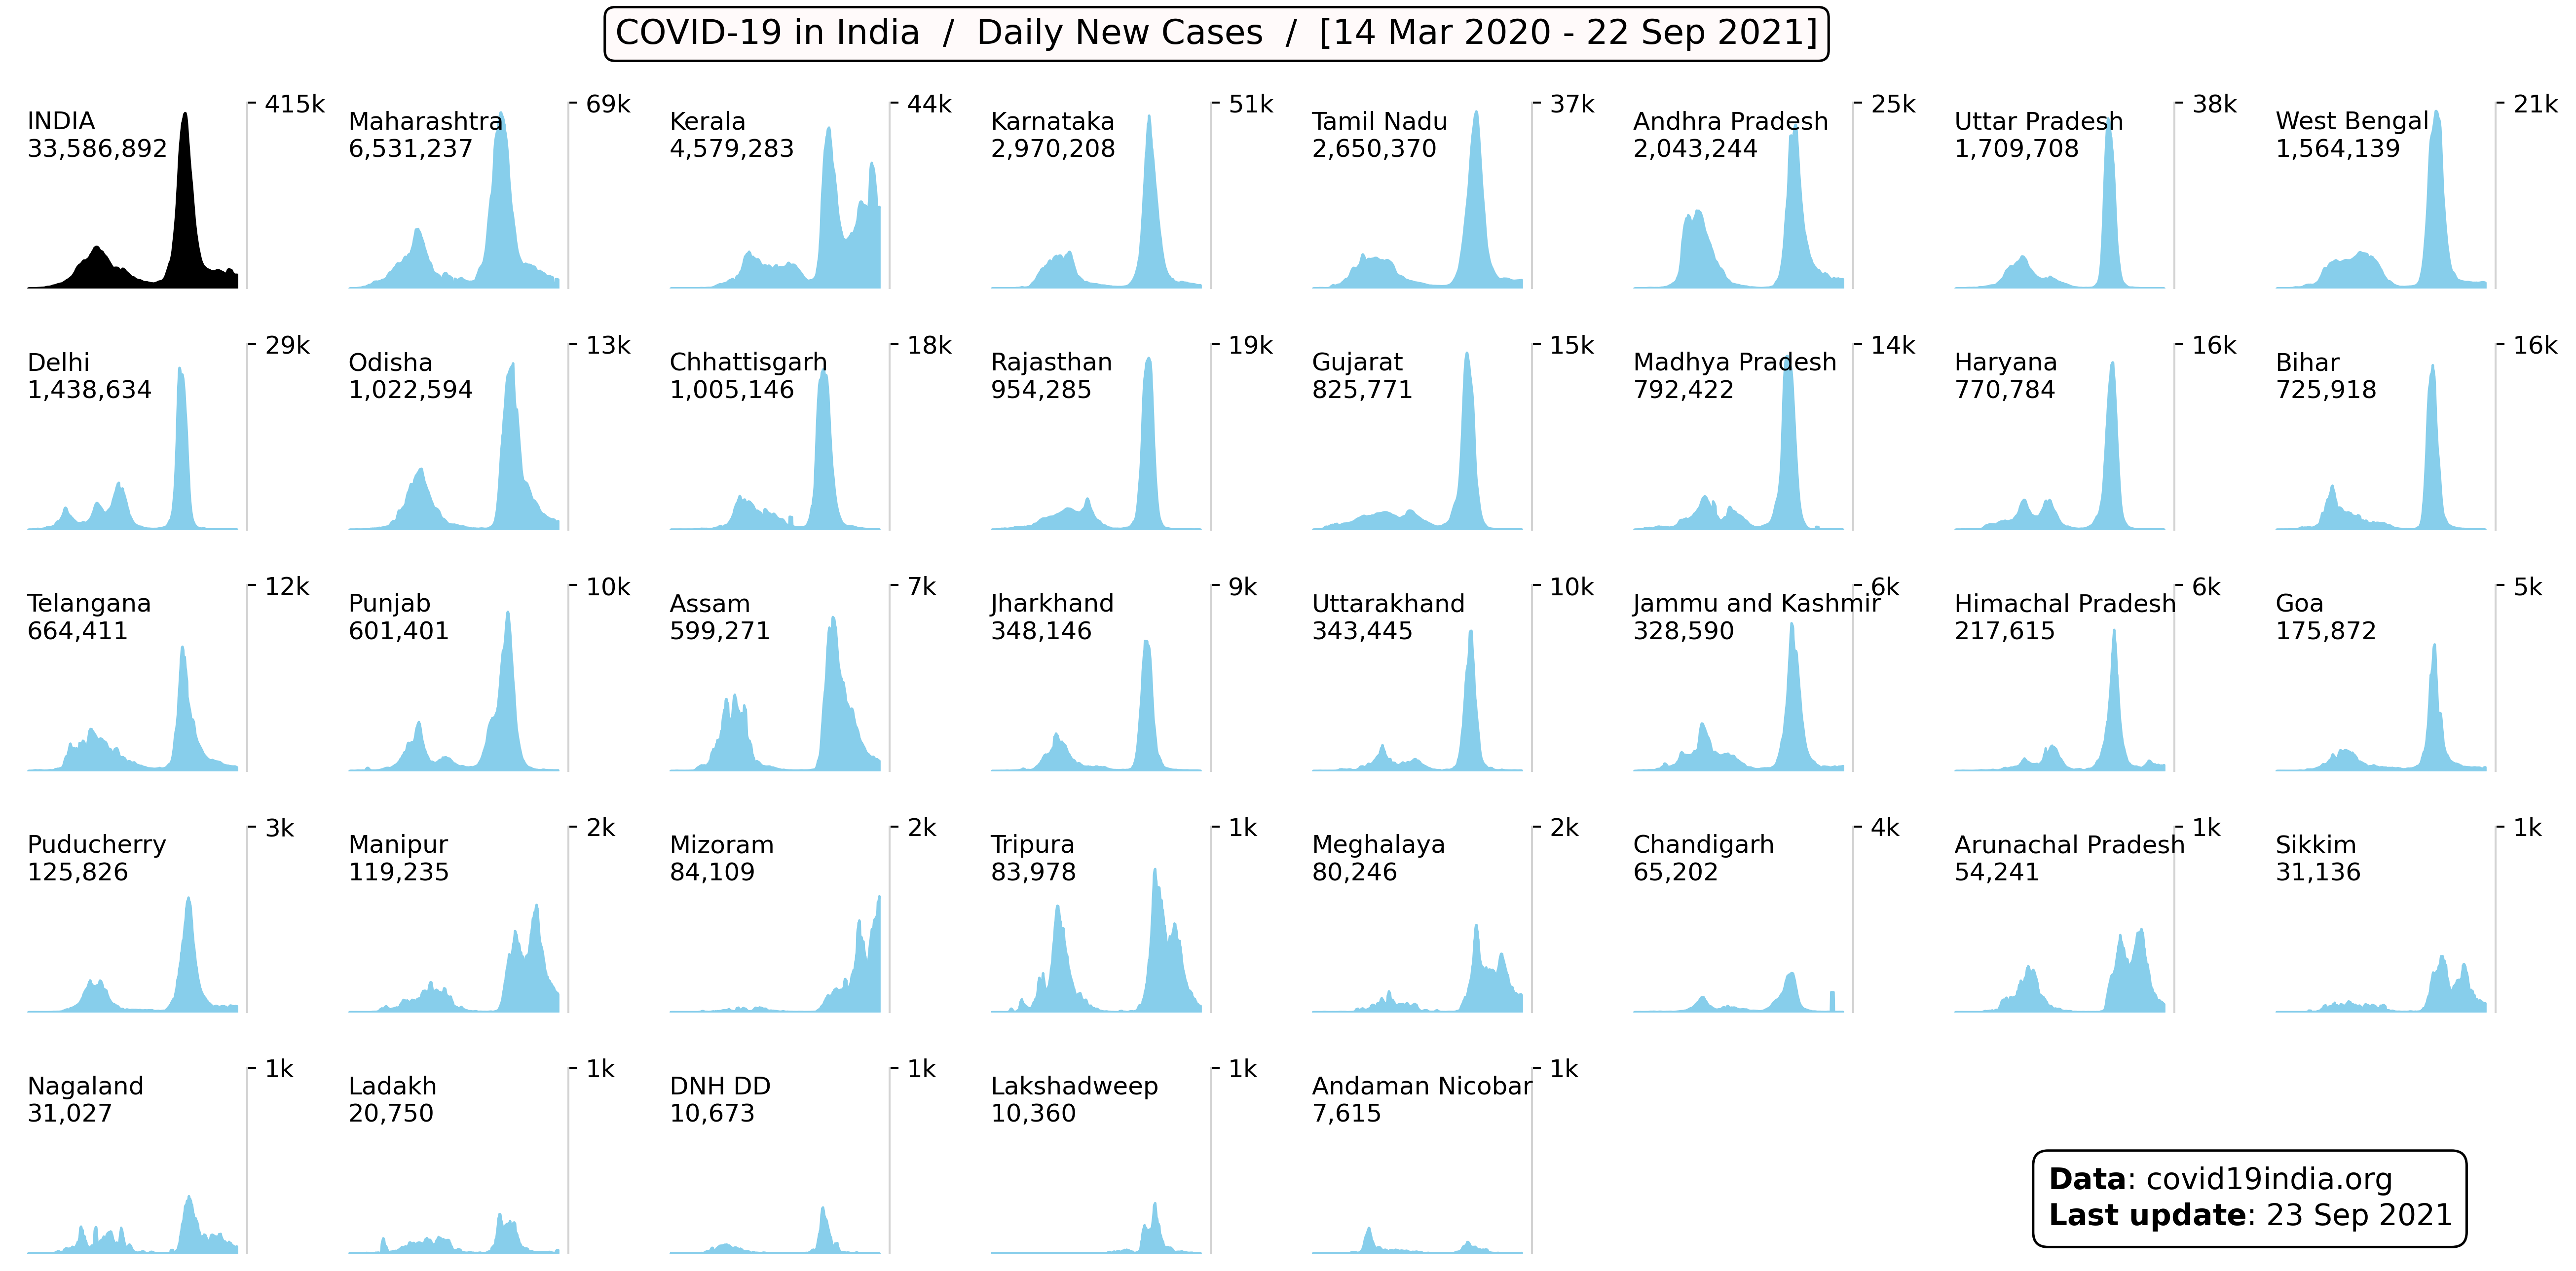 COVID-19 in India / Daily New Cases / [14 Mar 2020 - 22 Sep 2021]
INDIA
33,586,892
415k
Maharashtra
6,531,237
69k
Kerala
4,579,283
44k
Karnataka
2,970,208
51k
Tamil Nadu
2,650,370
37k
Andhra Pradesh
2,043,244
25k
Uttar Pradesh
1,709,708
38k
West Bengal
1,564,139
21k
Delhi
1,438,634
29k
Odisha
1,022,594
13k
Chhattisgarh
1,005,146
18k
Rajasthan
954,285
19k
Gujarat
825,771
15k
Madhya Pradesh
792,422
14k
Haryana
770,784
16k
Bihar
725,918
16k
Telangana
664,411
12k
Punjab
601,401
10k
Assam
599,271
7k
Jharkhand
348,146
9k
Uttarakhand
343,445
10k
Jammu and Kashmir
328,590
6k
Himachal Pradesh
217,615
6k
Goa
175,872
5k
Puducherry
125,826
3k
Manipur
119,235
2k
Mizoram
84,109
2k
Tripura
83,978
1k
Meghalaya
80,246
2k
Chandigarh
65,202
4k
Arunachal Pradesh
54,241
1k
Sikkim
31,136
1k
Nagaland
31,027
1k
Ladakh
20,750
1k
DNH DD
10,673
1k
Lakshadweep
10,360
1k
Andaman Nicobar
7,615
1k
Data: covid19india.org
Last update: 23 Sep 2021